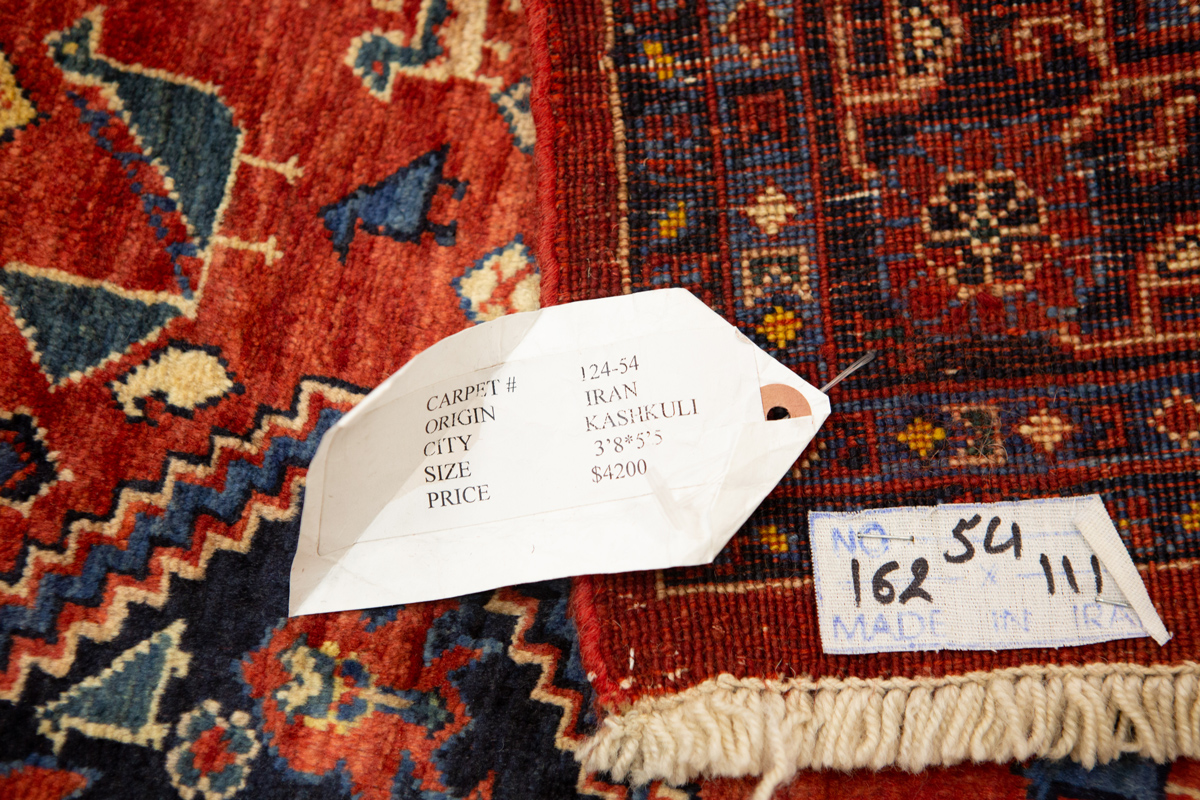 CARPET # 124-54
ORIGIN IRAN
CITY KASHKULI
SIZE 3'8*5'5
PRICE $4200
NO 54
162 x 111
MADE IN IRA